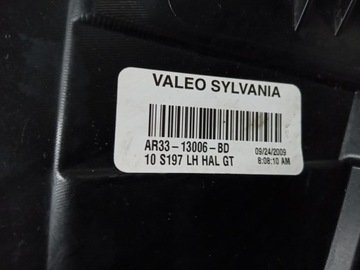 VALEO SYLVANIA
AR33-13006-BD 09/24/2009
10 S197 LH HAL GT 8:08:10 AM